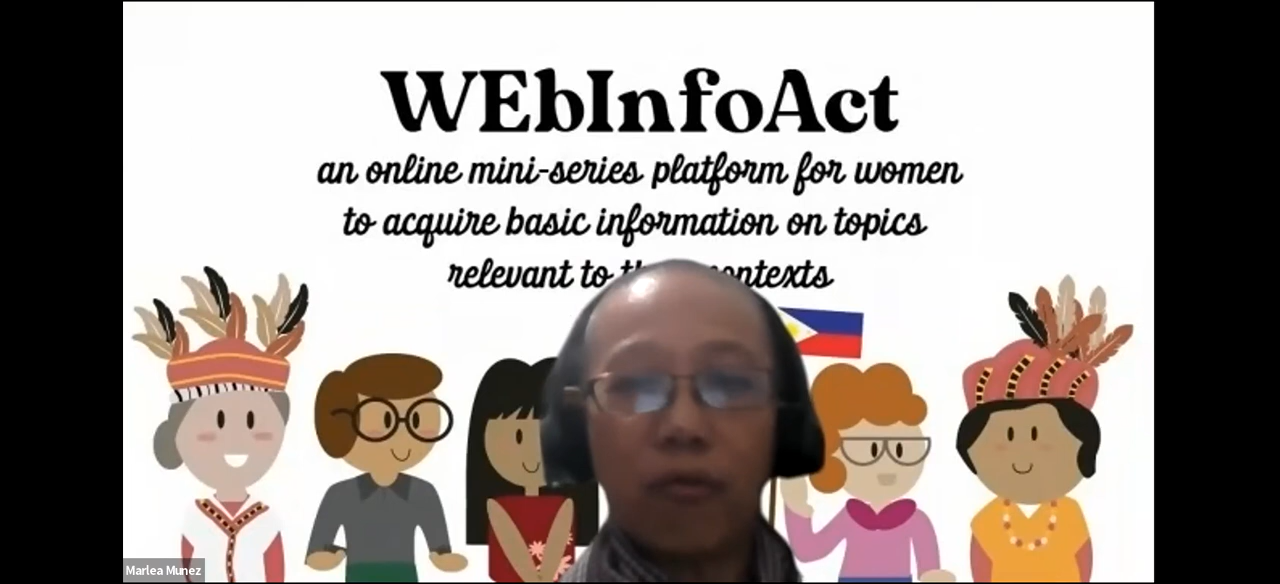 WEbInfoAct
an online mini-series platform for women
to acquire basic information on topics
relevant to contexts
Marlea Munez